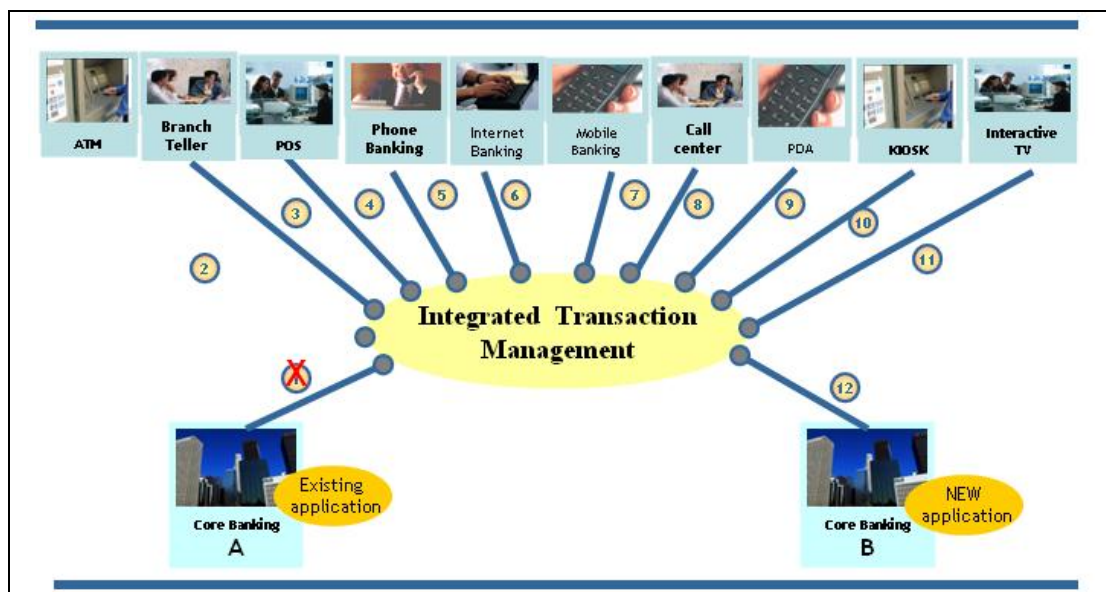 ATM
Branch
Teller
POS
Phone
Banking
Internet
Banking
Mobile
Banking
Call
center
PDA
KIOSK
Interactive
TV
2
3
4
5
6
7
8
9
10
11
Integrated Transaction
Management
12
Existing
application
Core Banking
A
NEW
application
Core Banking
B